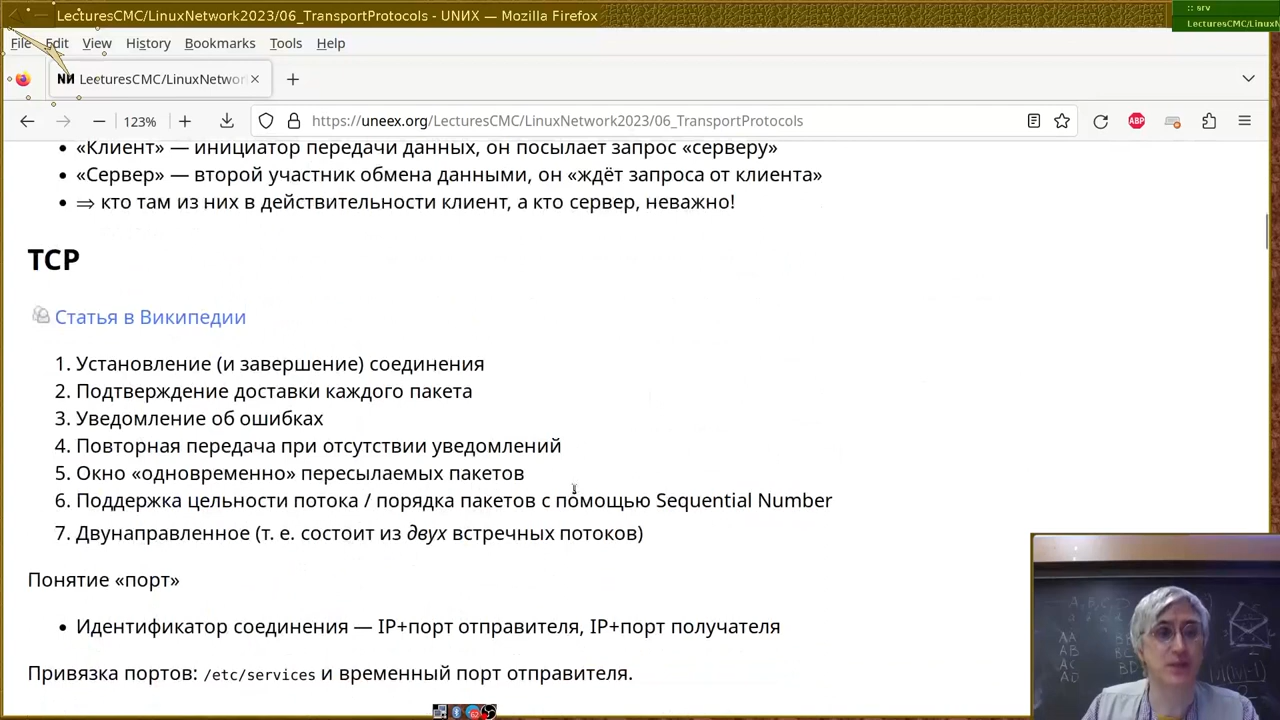 LecturesCMC/LinuxNetwork2023/06_TransportProtocols - UNИX — Mozilla Firefox
:: srv
LecturesCMC/LinuxN
File Edit View History Bookmarks Tools Help
NИ LecturesCMC/LinuxNetwor
123%
https://uneex.org/LecturesCMC/LinuxNetwork2023/06_TransportProtocols
ABP
• «Клиент» — инициатор передачи данных, он посылает запрос «серверу»
• «Сервер» — второй участник обмена данными, он «ждёт запроса от клиента»
• ⇒ кто там из них в действительности клиент, а кто сервер, неважно!
TCP
Статья в Википедии
1. Установление (и завершение) соединения
2. Подтверждение доставки каждого пакета
3. Уведомление об ошибках
4. Повторная передача при отсутствии уведомлений
5. Окно «одновременно» пересылаемых пакетов
6. Поддержка цельности потока / порядка пакетов с помощью Sequential Number
7. Двунаправленное (т. е. состоит из двух встречных потоков)
Понятие «порт»
• Идентификатор соединения — IP+порт отправителя, IP+порт получателя
Привязка портов: /etc/services и временный порт отправителя.